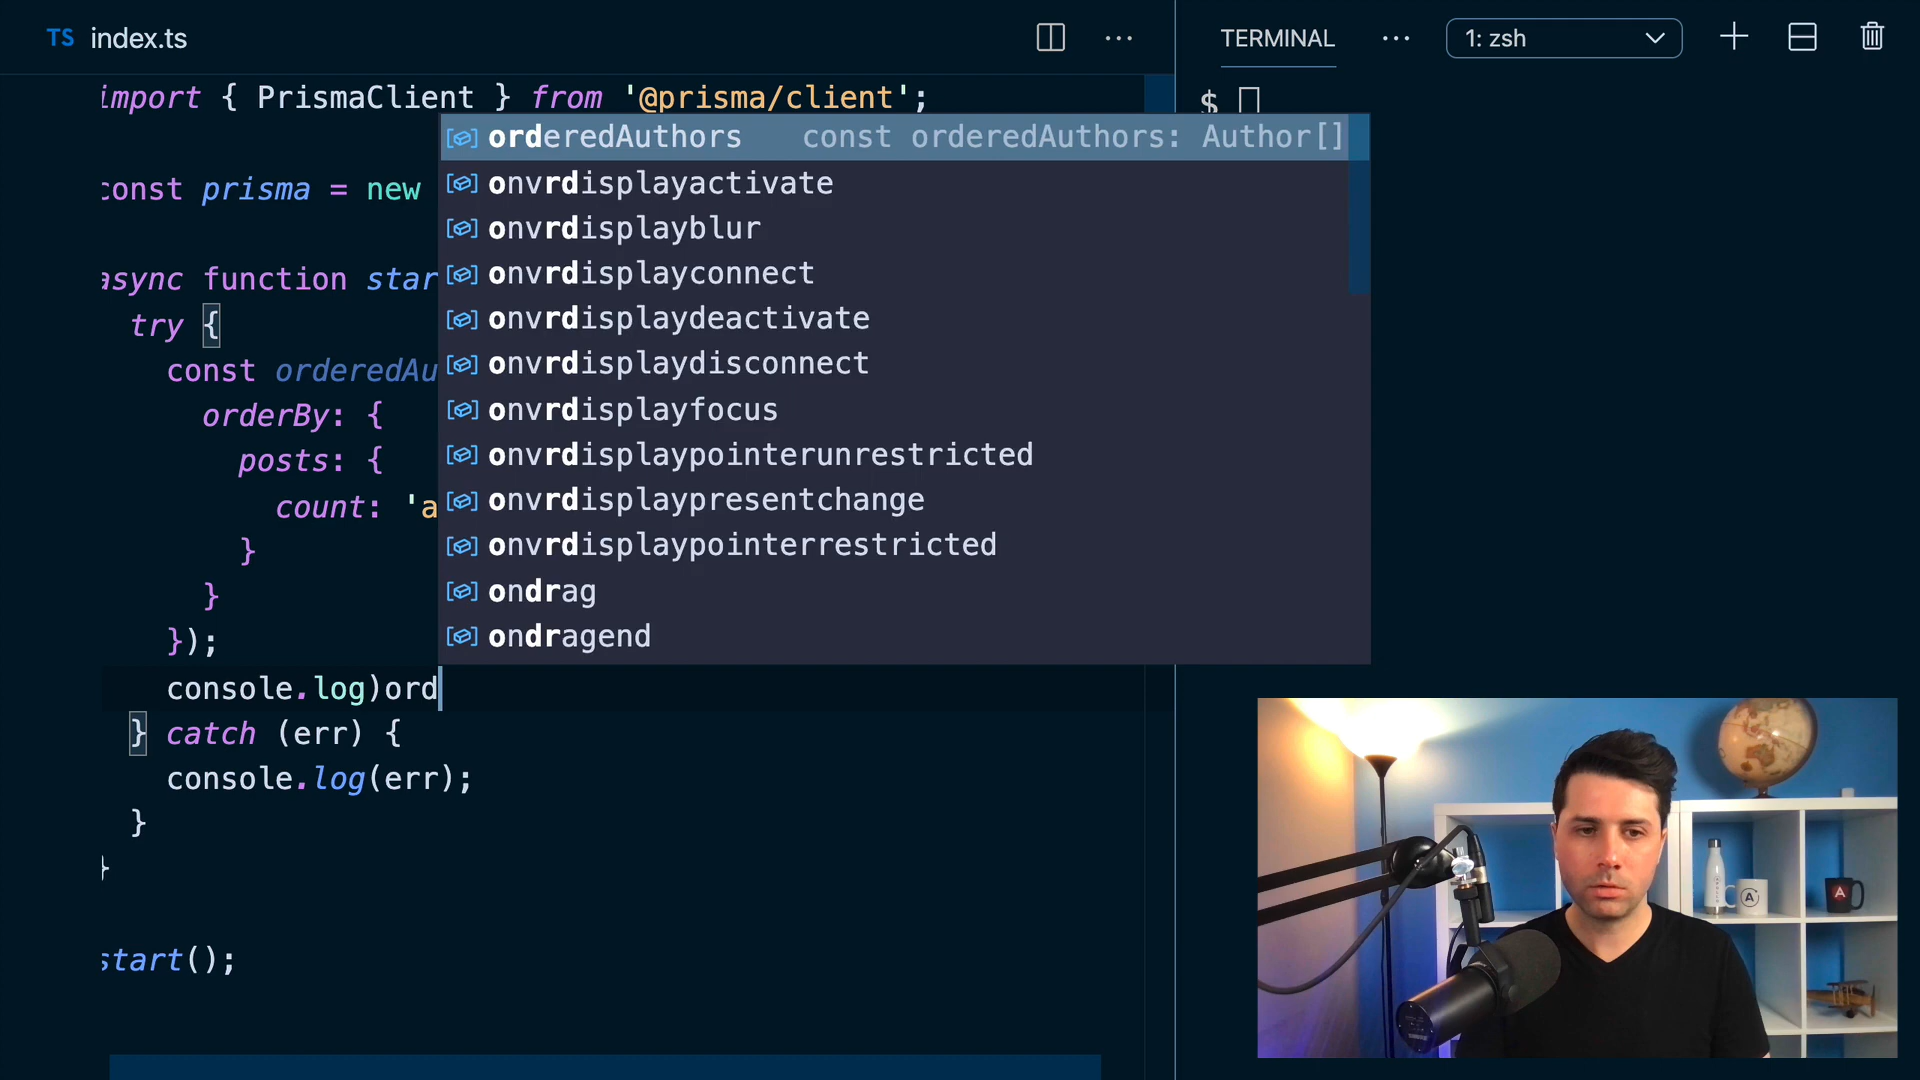 TS index.ts
TERMINAL
1: zsh
import { PrismaClient } from '@prisma/client';
$
const prisma = new
async function star
try {
const orderedAu
orderBy: {
posts: {
count: 'a
}
}
});
console.log)ord
} catch (err) {
console.log(err);
}
}
start();
orderedAuthors const orderedAuthors: Author[]
onvrdisplayactivate
onvrdisplayblur
onvrdisplayconnect
onvrdisplaydeactivate
onvrdisplaydisconnect
onvrdisplayfocus
onvrdisplaypointerunrestricted
onvrdisplaypresentchange
onvrdisplaypointerrestricted
ondrag
ondragend
A
A